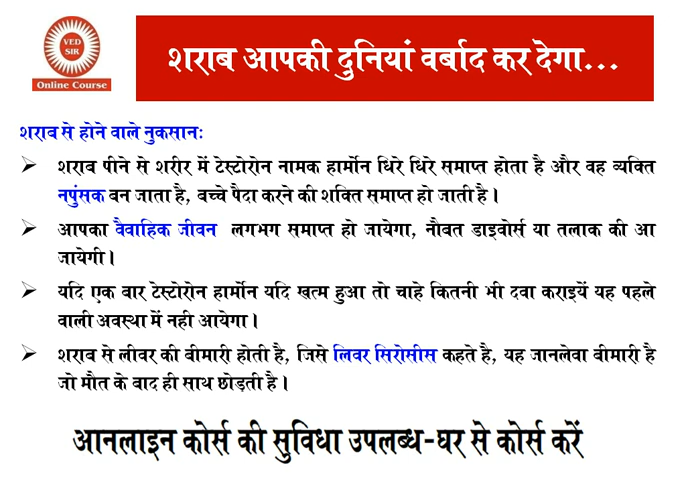 VED
SIR
Online Course
शराब आपकी दुनियां वर्बाद कर देगा...
शराब से होने वाले नुकसानः
शराब पीने से शरीर में टेस्टोरोन नामक हार्मोन धिरे धिरे समाप्त होता है और वह व्यक्ति
नपुंसक बन जाता है, बच्चे पैदा करने की शक्ति समाप्त हो जाती है।
आपका वैवाहिक जीवन लगभग समाप्त हो जायेगा, नौबत डाइवोर्स या तलाक की आ
जायेगी।
यदि एक बार टेस्टोरोन हार्मोन यदि खत्म हुआ तो चाहे कितनी भी दवा कराइयें यह पहले
वाली अवस्था में नही आयेगा।
शराब से लीवर की बीमारी होती है, जिसे लिवर सिरोसीस कहते है, यह जानलेवा बीमारी है
जो मौत के बाद ही साथ छोड़ती है।
आनलाइन कोर्स की सुविधा उपलब्ध-घर से कोर्स करें